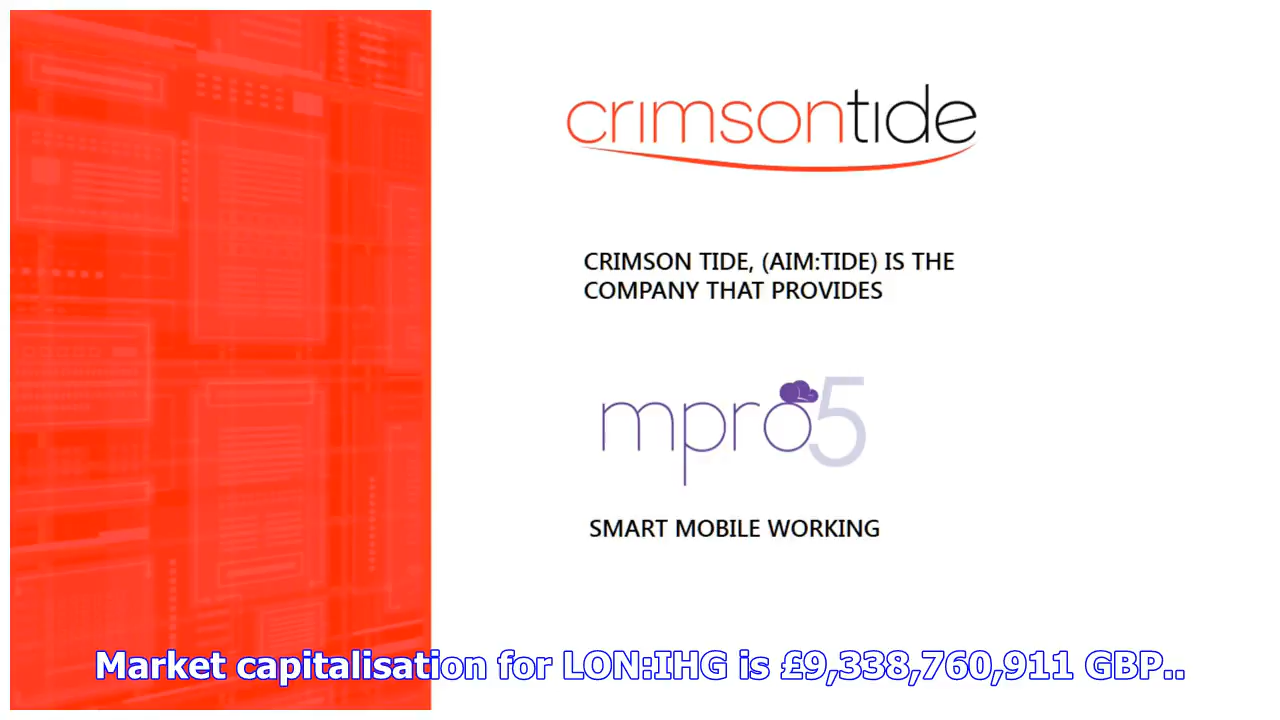 crimsontide
CRIMSON TIDE, (AIM:TIDE) IS THE
COMPANY THAT PROVIDES
mpro5
SMART MOBILE WORKING
Market capitalisation for LON:IHG is £9,338,760,911 GBP..